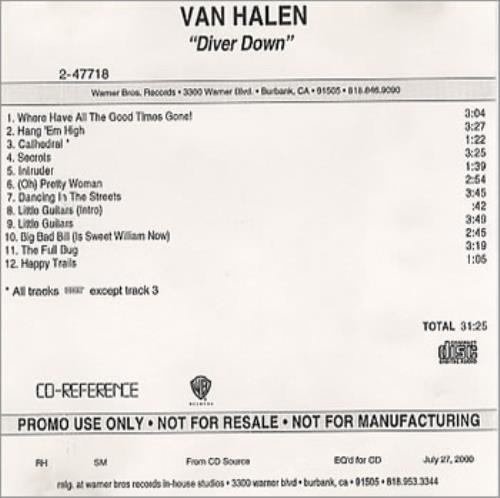 VAN HALEN
"Diver Down"
2-47718
Warner Bros. Records • 3300 Warner Blvd. • Burbank, CA • 91505 • 818.846.9090
1. Where Have All The Good Times Gone! 3:04
2. Hang 'Em High 3:27
3. Cathedral * 1:22
4. Secrets 3:25
5. Intruder 1:39
6. (Oh) Pretty Woman 2:54
7. Dancing In The Streets 3:45
8. Little Guitars (Intro) :42
9. Little Guitars 3:49
10. Big Bad Bill (Is Sweet William Now) 2:45
11. The Full Bug 3:19
12. Happy Trails 1:05
* All tracks except track 3
TOTAL 31:25
COMPACT
disc
DIGITAL AUDIO
CD-REFERENCE
WB
RECORDS
PROMO USE ONLY • NOT FOR RESALE • NOT FOR MANUFACTURING
RH SM From CD Source EQ'd for CD July 27, 2000
mfg. at warner bros records in-house studios • 3300 warner blvd • burbank, ca • 91505 • 818.953.3344